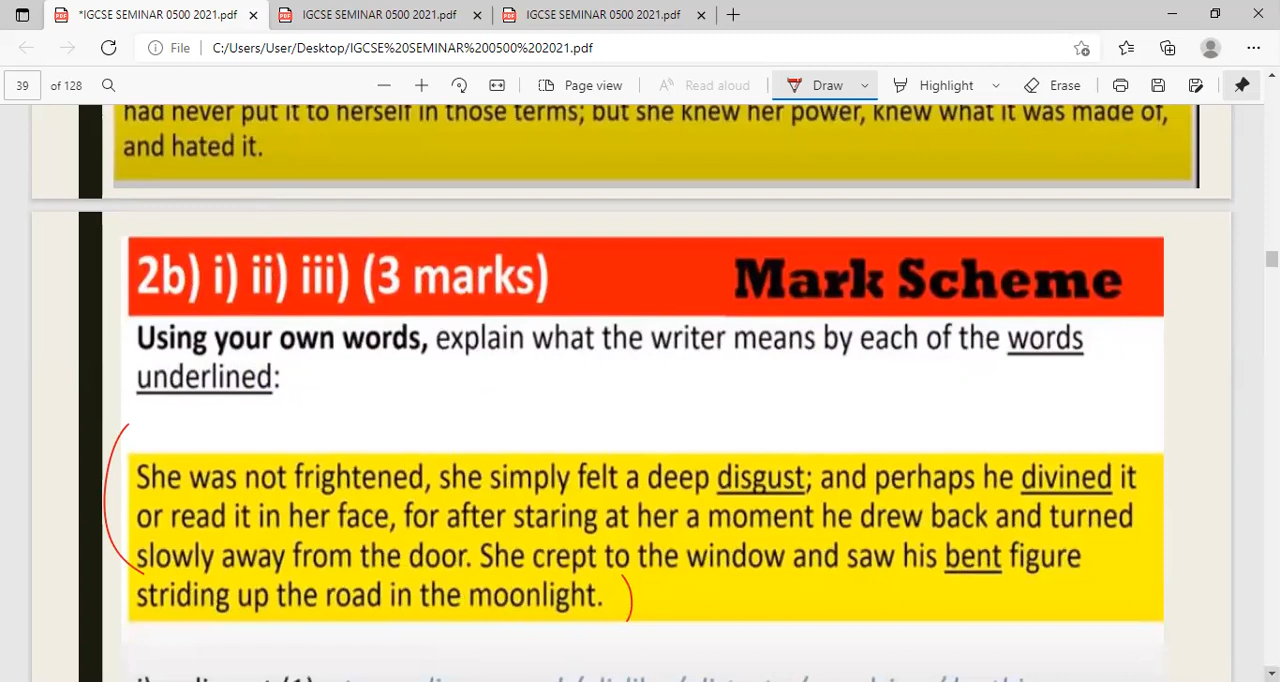 *IGCSE SEMINAR 0500 2021.pdf
IGCSE SEMINAR 0500 2021.pdf
IGCSE SEMINAR 0500 2021.pdf
File
C:/Users/User/Desktop/IGCSE%20SEMINAR%200500%202021.pdf
39 of 128
Page view
Read aloud
Draw
Highlight
Erase
had never put it to herself in those terms; but she knew her power, knew what it was made of,
and hated it.
2b) i) ii) iii) (3 marks)
Mark Scheme
Using your own words, explain what the writer means by each of the words
underlined:
She was not frightened, she simply felt a deep disgust; and perhaps he divined it
or read it in her face, for after staring at her a moment he drew back and turned
slowly away from the door. She crept to the window and saw his bent figure
striding up the road in the moonlight.